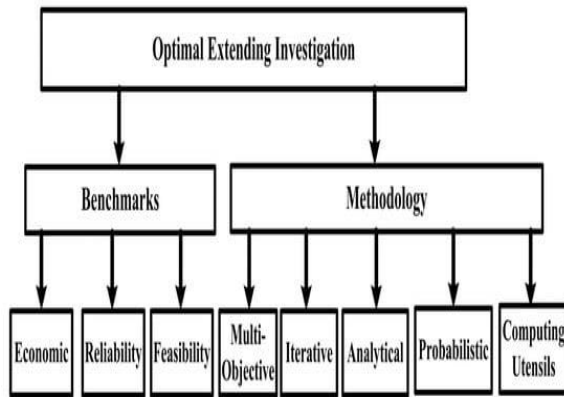 Optimal Extending Investigation
Benchmarks
Methodology
Economic
Reliability
Feasibility
Multi-
Objective
Iterative
Analytical
Probabilistic
Computing
Utensils